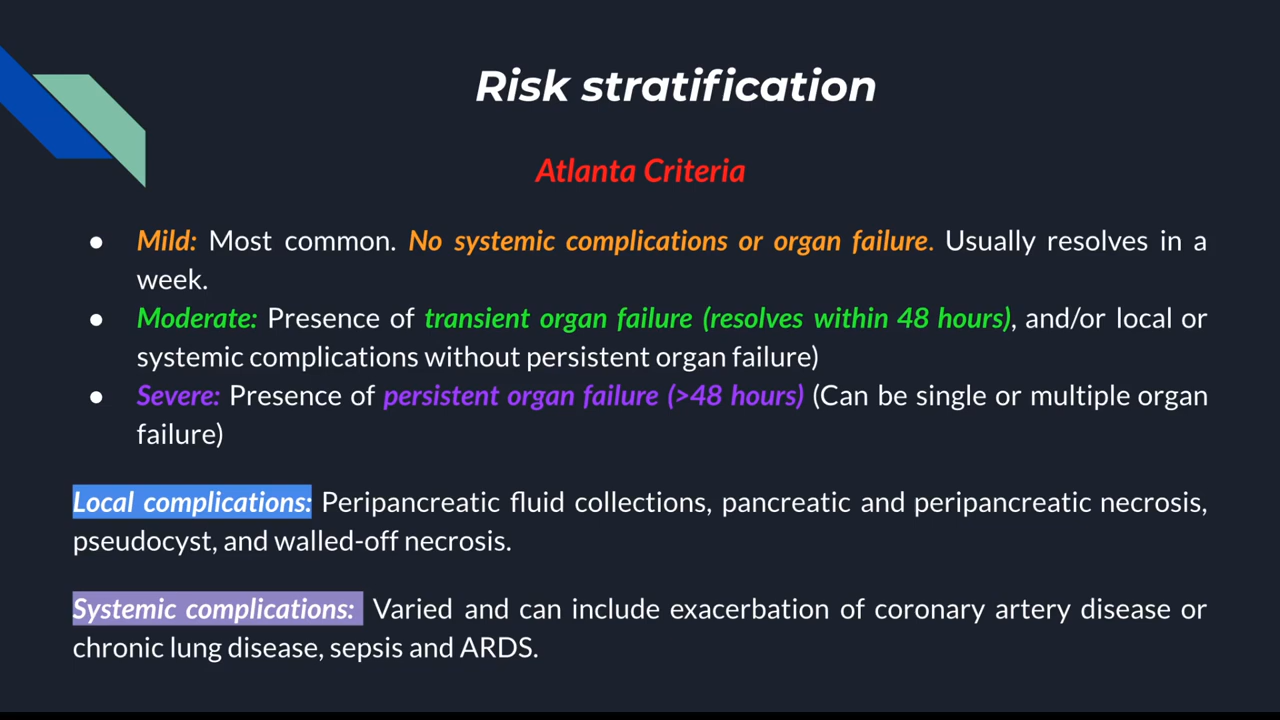 Risk stratification
Atlanta Criteria
● Mild: Most common. No systemic complications or organ failure. Usually resolves in a
week.
● Moderate: Presence of transient organ failure (resolves within 48 hours), and/or local or
systemic complications without persistent organ failure)
● Severe: Presence of persistent organ failure (>48 hours) (Can be single or multiple organ
failure)
Local complications: Peripancreatic fluid collections, pancreatic and peripancreatic necrosis,
pseudocyst, and walled-off necrosis.
Systemic complications: Varied and can include exacerbation of coronary artery disease or
chronic lung disease, sepsis and ARDS.